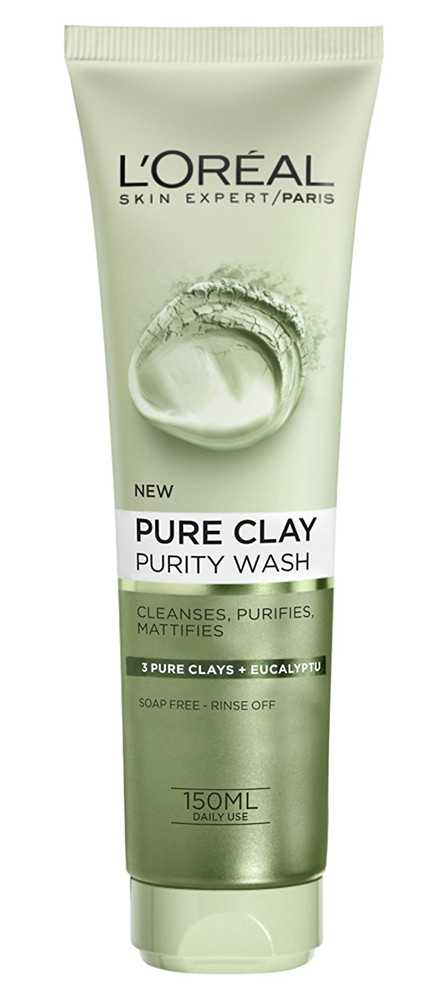 L'ORÉAL
SKIN EXPERT/PARIS
NEW
PURE CLAY
PURITY WASH
CLEANSES, PURIFIES,
MATTIFIES
3 PURE CLAYS + EUCALYPTU
SOAP FREE - RINSE OFF
150ML
DAILY USE